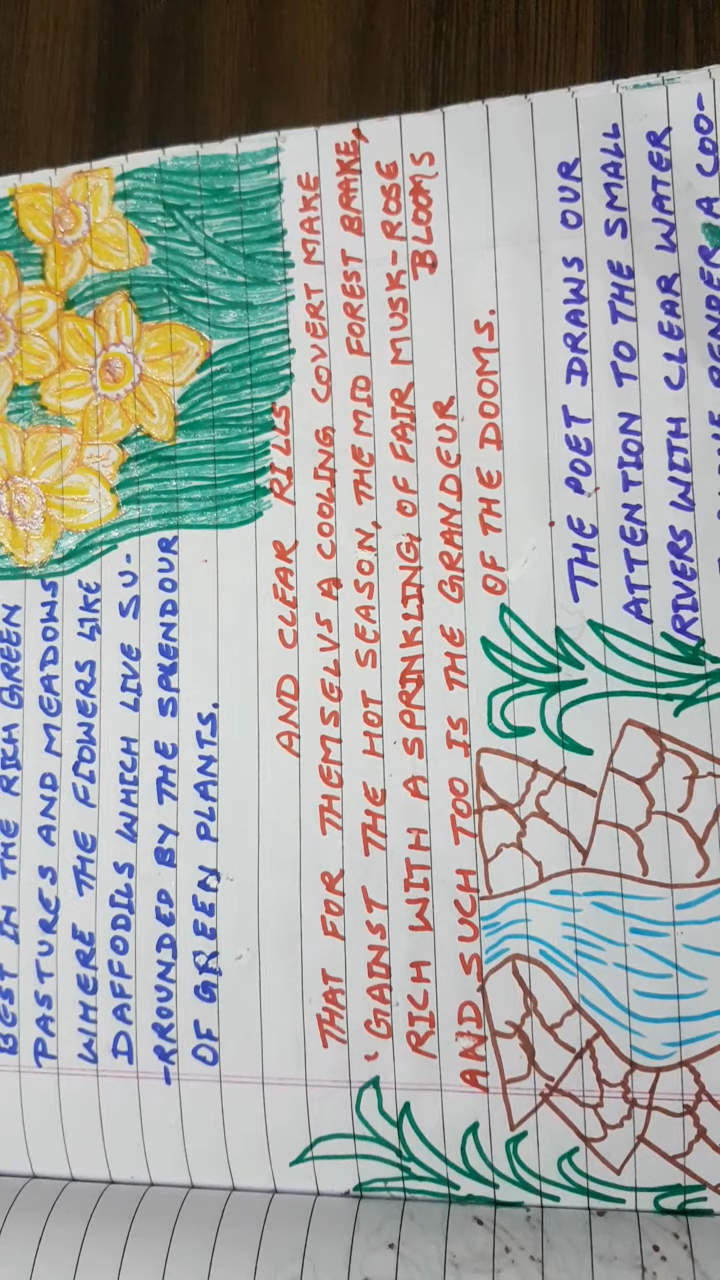 BEST IN THE RICH GREEN
PASTURES AND MEADOWS
WHERE THE FLOWERS LIKE
DAFFODILS WHICH LIVE SU-
-RROUNDED BY THE SPLENDOUR
OF GREEN PLANTS.
AND CLEAR RILLS
THAT FOR THEMSELVS A COOLING COVERT MAKE
'GAINST THE HOT SEASON, THE MID FOREST BRAKE,
RICH WITH A SPRINKLING OF FAIR MUSK-ROSE
BLOOMS
AND SUCH TOO IS THE GRANDEUR
OF THE DOOMS.
THE POET DRAWS OUR
ATTENTION TO THE SMALL
RIVERS WITH CLEAR WATER
RENDER A COO-